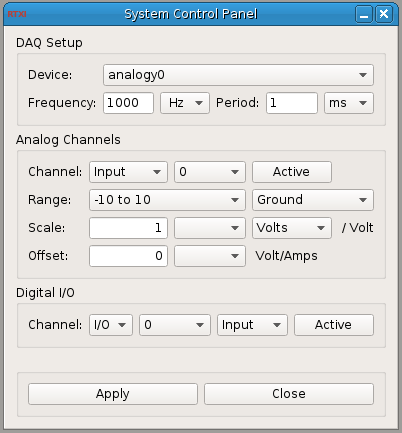 RTXI System Control Panel
DAQ Setup
Device: analogy0
Frequency: 1000 Hz Period: 1 ms
Analog Channels
Channel: Input 0 Active
Range: -10 to 10 Ground
Scale: 1 Volts / Volt
Offset: 0 Volt/Amps
Digital I/O
Channel: I/O 0 Input Active
Apply Close